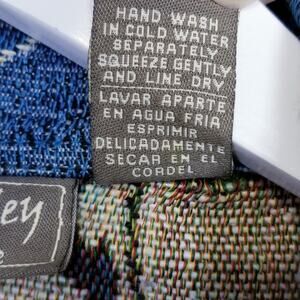 HAND WASH
IN COLD WATER
SEPARATELY
SQUEEZE GENTLY
AND LINE DRY
LAVAR APARTE
EN AGUA FRIA
ESPRIMIR
DELICADAMENTE
SECAR EN EL
CORDEL
ley
e